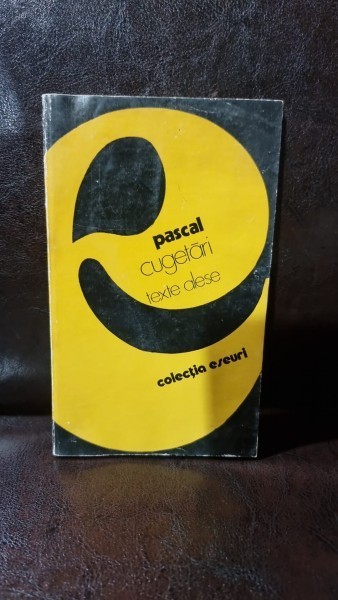 pascal
cugetări
texte alese
colecția eseuri